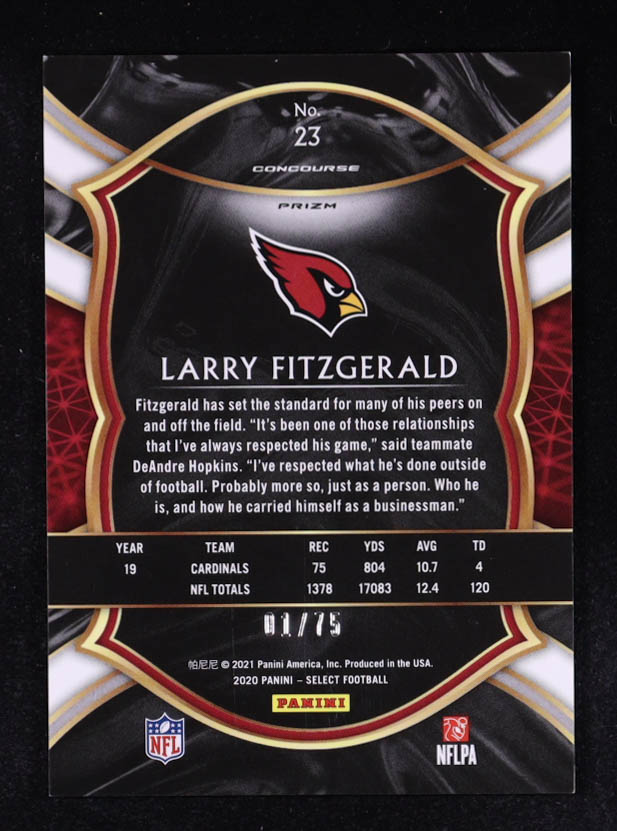 No.
23
CONCOURSE
PRIZM
LARRY FITZGERALD
Fitzgerald has set the standard for many of his peers on
and off the field. “It’s been one of those relationships
that I’ve always respected his game,” said teammate
DeAndre Hopkins. “I’ve respected what he’s done outside
of football. Probably more so, just as a person. Who he
is, and how he carried himself as a businessman.”
YEAR TEAM REC YDS AVG TD
19 CARDINALS 75 804 10.7 4
NFL TOTALS 1378 17083 12.4 120
01/75
帕尼尼 © 2021 Panini America, Inc. Produced in the USA.
2020 PANINI – SELECT FOOTBALL
PANINI
NFL
NFLPA